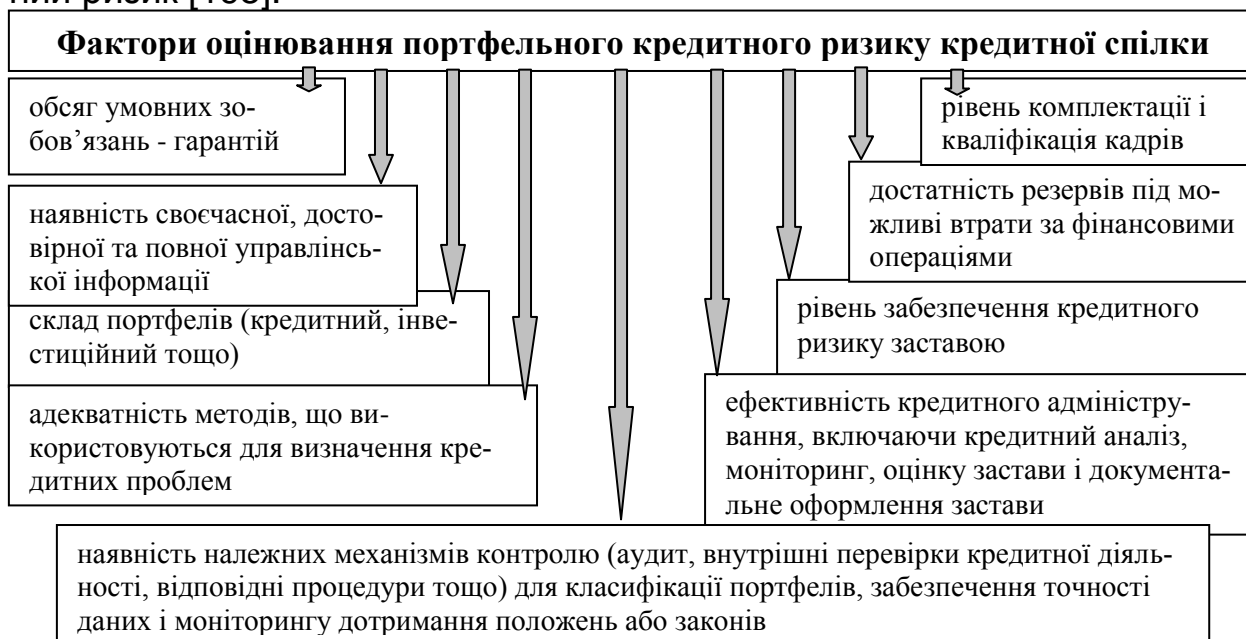 Фактори оцінювання портфельного кредитного ризику кредитної спілки
обсяг умовних зо-
бов’язань - гарантій
наявність своєчасної, досто-
вірної та повної управлінсь-
кої інформації
склад портфелів (кредитний, інве-
стиційний тощо)
адекватність методів, що ви-
користовуються для визначення кре-
дитних проблем
рівень комплектації і
кваліфікація кадрів
достатність резервів під мо-
жливі втрати за фінансовими
операціями
рівень забезпечення кредитного
ризику заставою
ефективність кредитного адміністру-
вання, включаючи кредитний аналіз,
моніторинг, оцінку застави і документа-
льне оформлення застави
наявність належних механізмів контролю (аудит, внутрішні перевірки кредитної діяль-
ності, відповідні процедури тощо) для класифікації портфелів, забезпечення точності
даних і моніторингу дотримання положень або законів